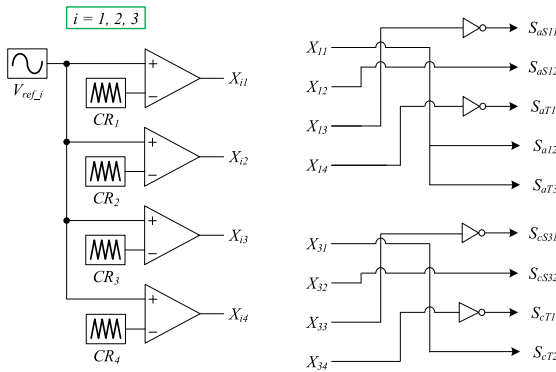 i = 1, 2, 3
V_ref_i
CR_1
CR_2
CR_3
CR_4
X_i1
X_i2
X_i3
X_i4
X_11
X_12
X_13
X_14
S_aS11
S_aS12
S_aT1
S_a12
S_aT3
X_31
X_32
X_33
X_34
S_cS31
S_cS32
S_cT1
S_cT2